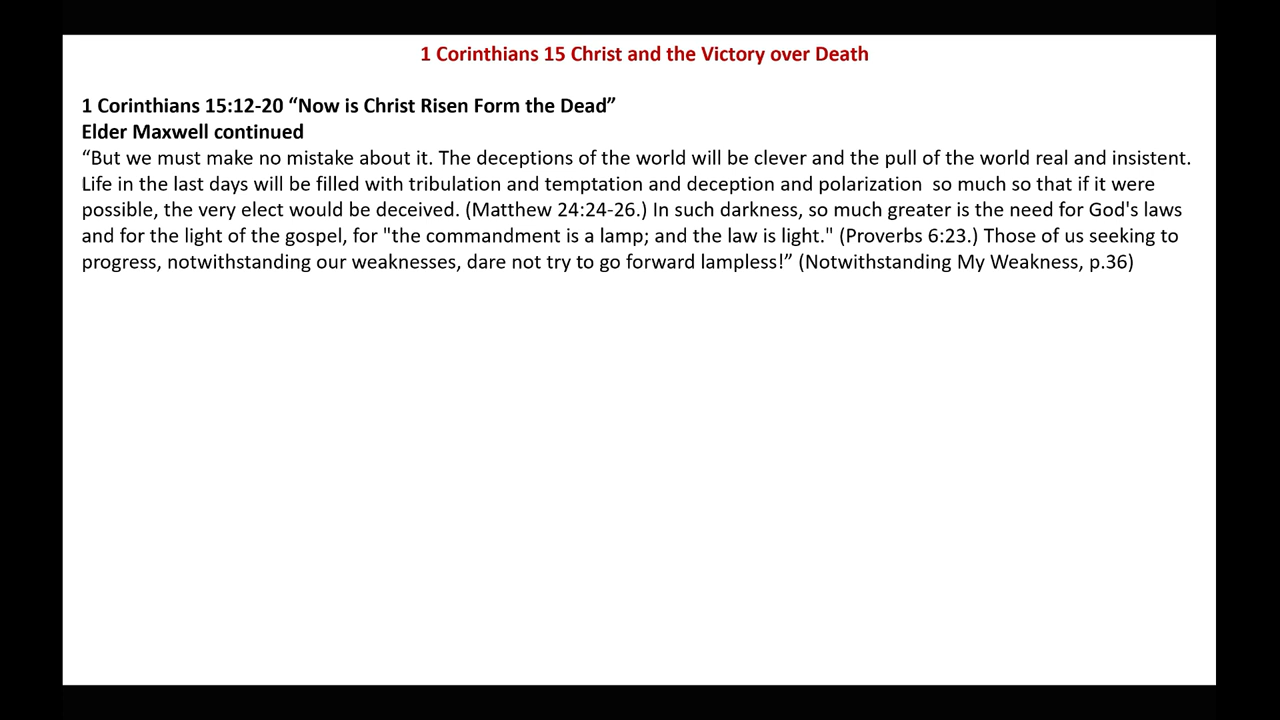 1 Corinthians 15 Christ and the Victory over Death
1 Corinthians 15:12-20 “Now is Christ Risen Form the Dead”
Elder Maxwell continued
“But we must make no mistake about it. The deceptions of the world will be clever and the pull of the world real and insistent.
Life in the last days will be filled with tribulation and temptation and deception and polarization  so much so that if it were
possible, the very elect would be deceived. (Matthew 24:24-26.) In such darkness, so much greater is the need for God's laws
and for the light of the gospel, for "the commandment is a lamp; and the law is light." (Proverbs 6:23.) Those of us seeking to
progress, notwithstanding our weaknesses, dare not try to go forward lampless!” (Notwithstanding My Weakness, p.36)